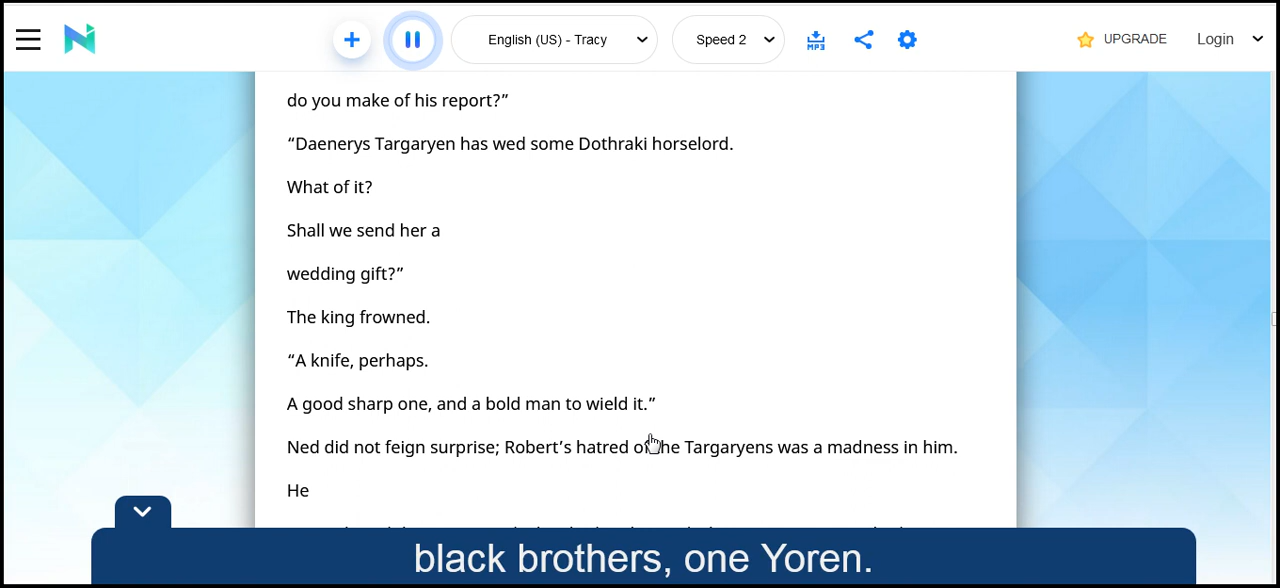 English (US) - Tracy
Speed 2
MP3
UPGRADE
Login
do you make of his report?”
“Daenerys Targaryen has wed some Dothraki horselord.
What of it?
Shall we send her a
wedding gift?”
The king frowned.
“A knife, perhaps.
A good sharp one, and a bold man to wield it.”
Ned did not feign surprise; Robert’s hatred of the Targaryens was a madness in him.
He
black brothers, one Yoren.